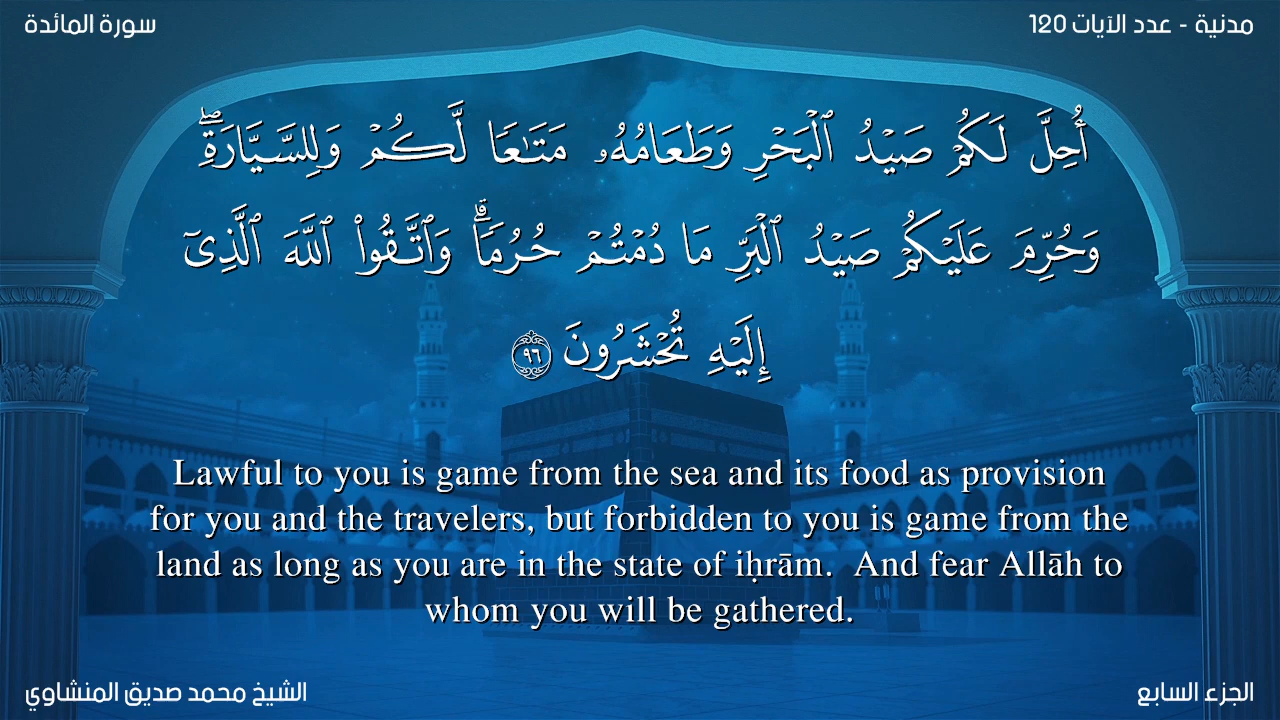 سورة المائدة
مدنية - عدد الآيات 120
أُحِلَّ لَكُمۡ صَيۡدُ ٱلۡبَحۡرِ وَطَعَامُهُۥ مَتَٰعٗا لَّكُمۡ وَلِلسَّيَّارَةِۖ
وَحُرِّمَ عَلَيۡكُمۡ صَيۡدُ ٱلۡبَرِّ مَا دُمۡتُمۡ حُرُمٗاۗ وَٱتَّقُواْ ٱللَّهَ ٱلَّذِيٓ
إِلَيۡهِ تُحۡشَرُونَ ٩٦
Lawful to you is game from the sea and its food as provision
for you and the travelers, but forbidden to you is game from the
land as long as you are in the state of iḥrām.  And fear Allāh to
whom you will be gathered.
الشيخ محمد صديق المنشاوي
الجزء السابع